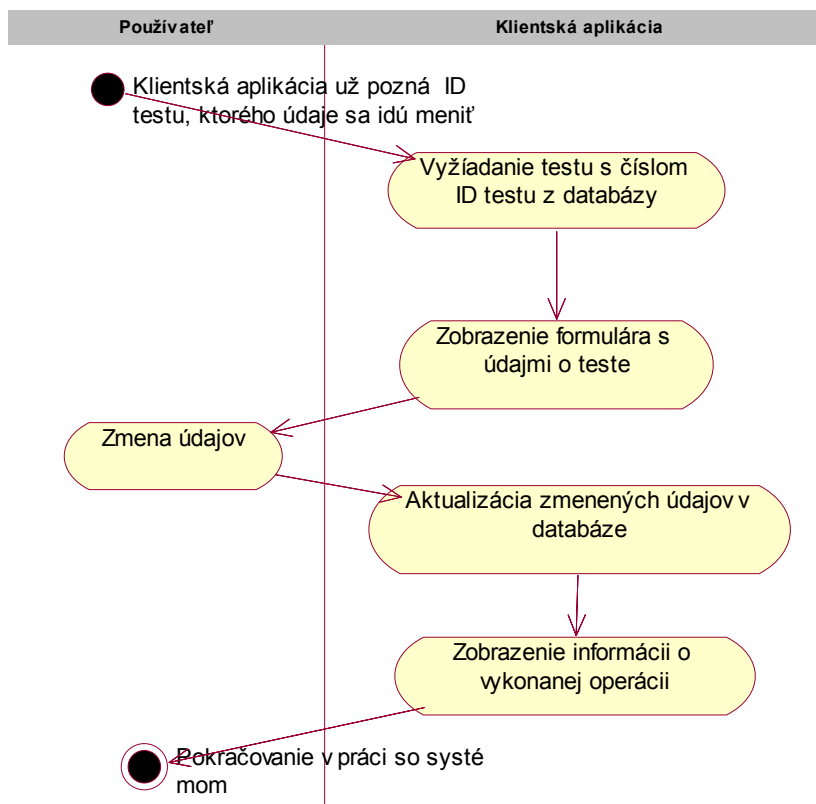 Používateľ
Klientská aplikácia
Klientská aplikácia už pozná ID
testu, ktorého údaje sa idú meniť
Vyžíadanie testu s číslom
ID testu z databázy
Zobrazenie formulára s
údajmi o teste
Zmena údajov
Aktualizácia zmenených údajov v
databáze
Zobrazenie informácii o
vykonanej operácii
Pokračovanie v práci so systé
mom